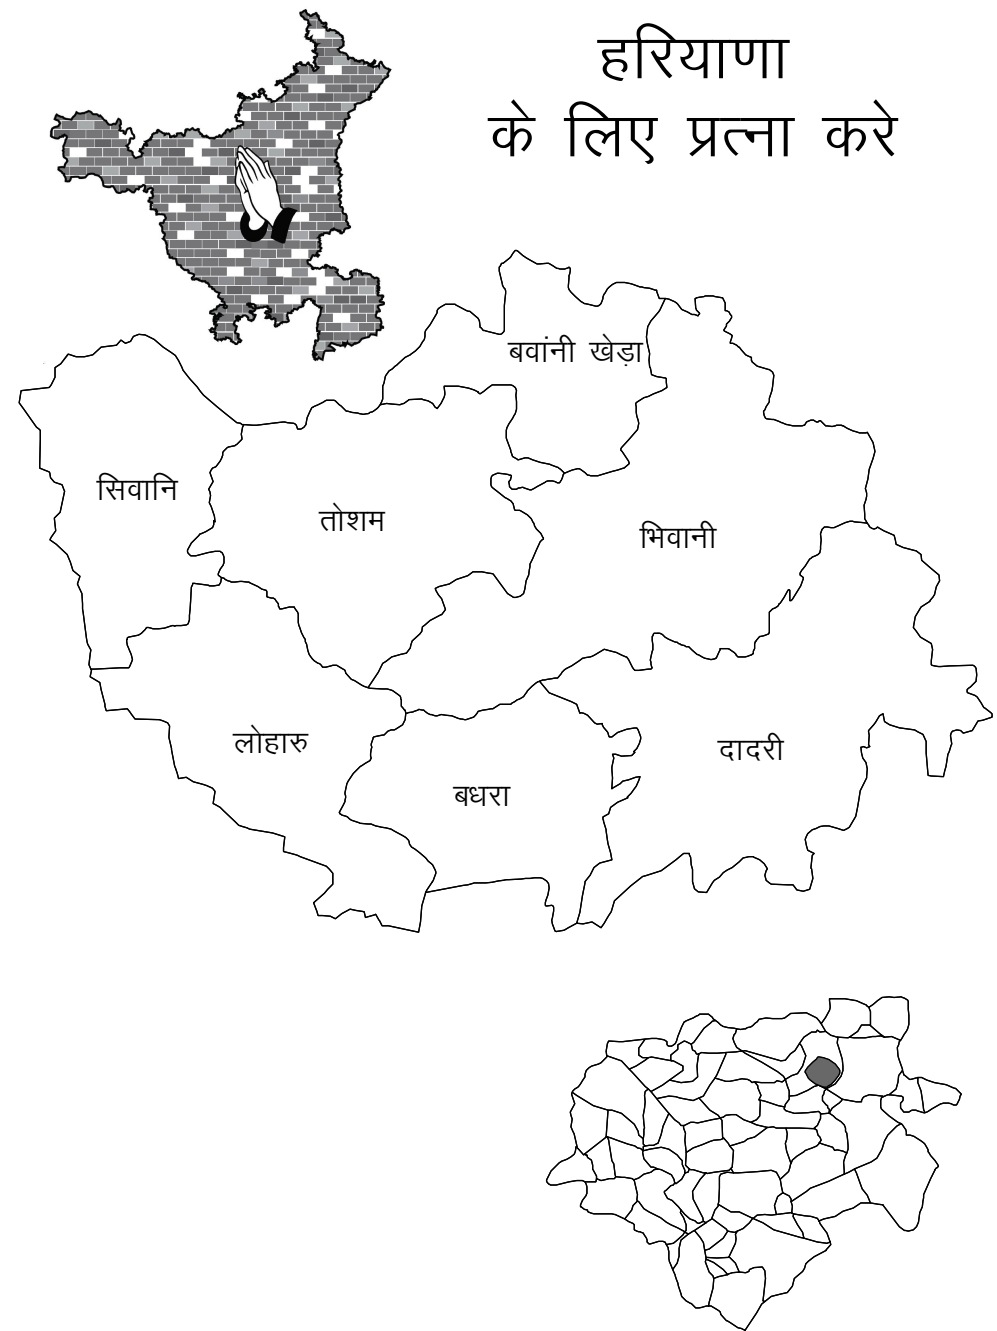 हरियाणा
के लिए प्रत्ना करे
बवांनी खेड़ा
सिवानि
तोशम
भिवानी
लोहारु
दादरी
बधरा